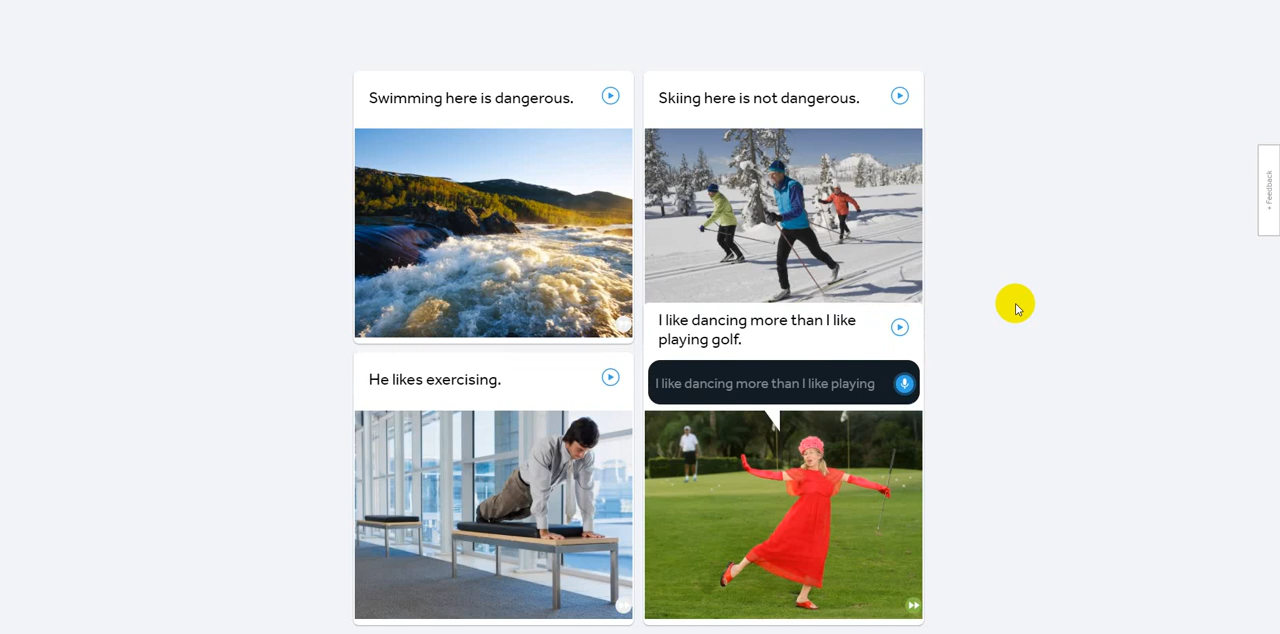 Swimming here is dangerous.
Skiing here is not dangerous.
I like dancing more than I like
playing golf.
I like dancing more than I like playing
He likes exercising.
+ Feedback